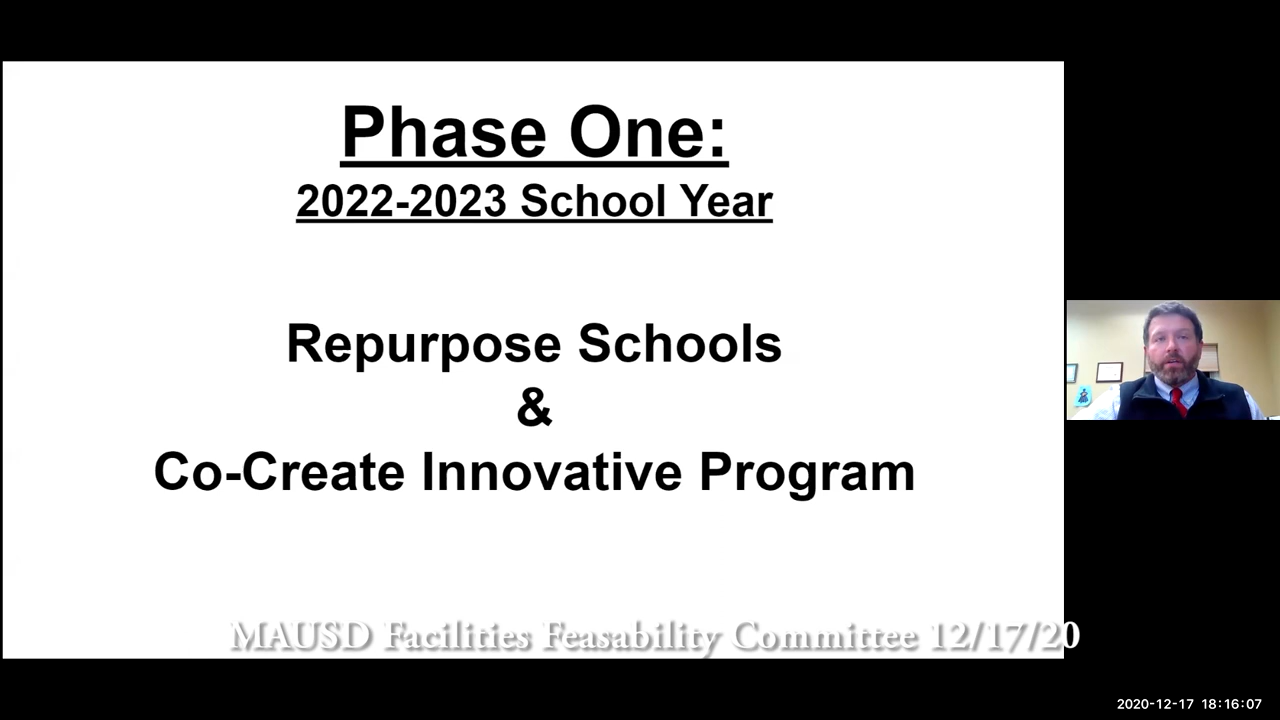 Phase One:
2022-2023 School Year
Repurpose Schools
&
Co-Create Innovative Program
MAUSD Facilities Feasability Committee 12/17/20
2020-12-17 18:16:07